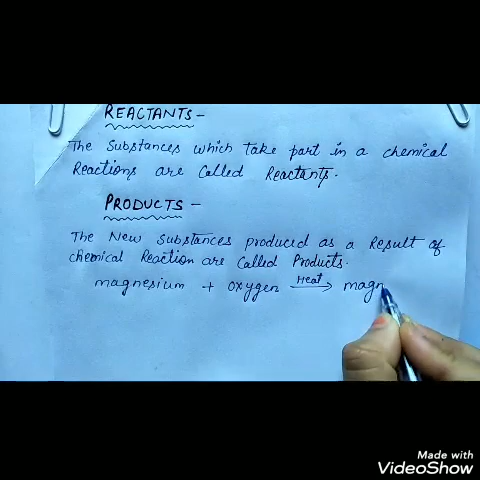 REACTANTS -
The Substances which take part in a chemical
Reactions are Called Reactants.
PRODUCTS -
The New Substances produced as a Result of
chemical Reaction are Called Products.
Heat
magnesium + oxygen → magn
Made with
VideoShow